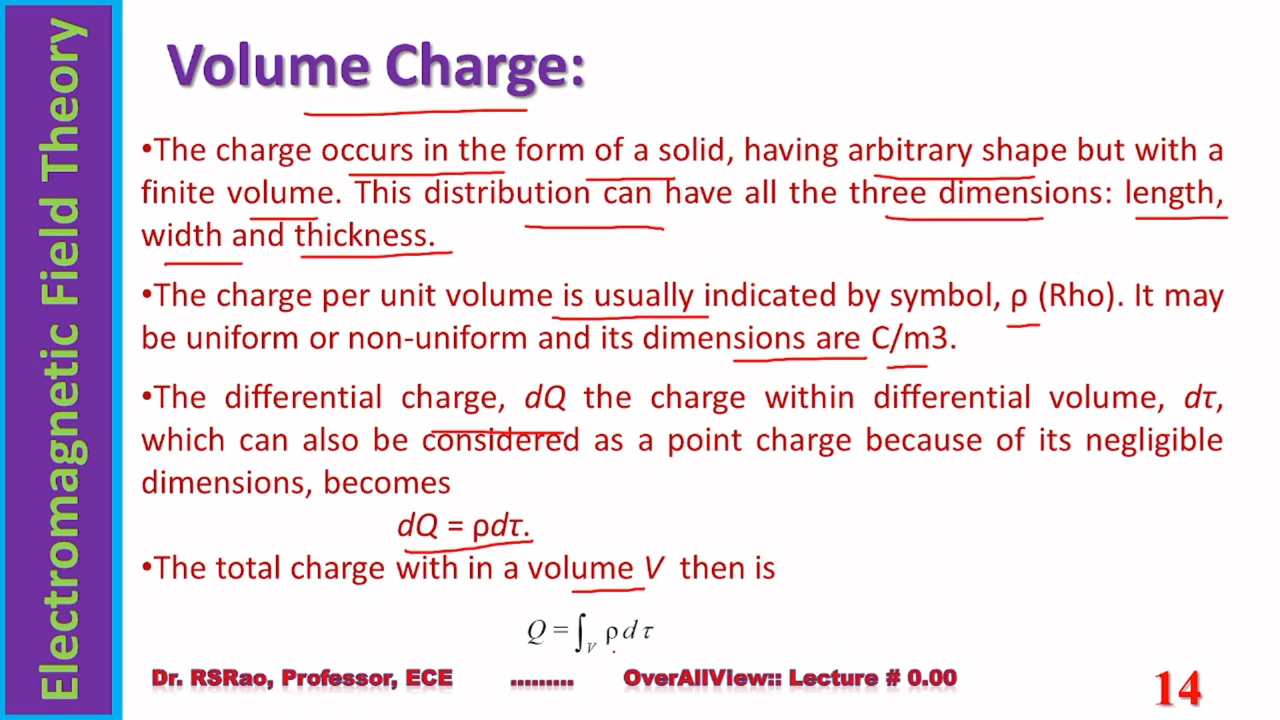 Electromagnetic Field Theory
Volume Charge:
•The charge occurs in the form of a solid, having arbitrary shape but with a
finite volume. This distribution can have all the three dimensions: length,
width and thickness.
•The charge per unit volume is usually indicated by symbol, ρ (Rho). It may
be uniform or non-uniform and its dimensions are C/m3.
•The differential charge, dQ the charge within differential volume, dτ,
which can also be considered as a point charge because of its negligible
dimensions, becomes
dQ = ρdτ.
•The total charge with in a volume V then is
Q = ∫_V ρ d τ
Dr. RSRao, Professor, ECE ......... OverAllView:: Lecture # 0.00
14